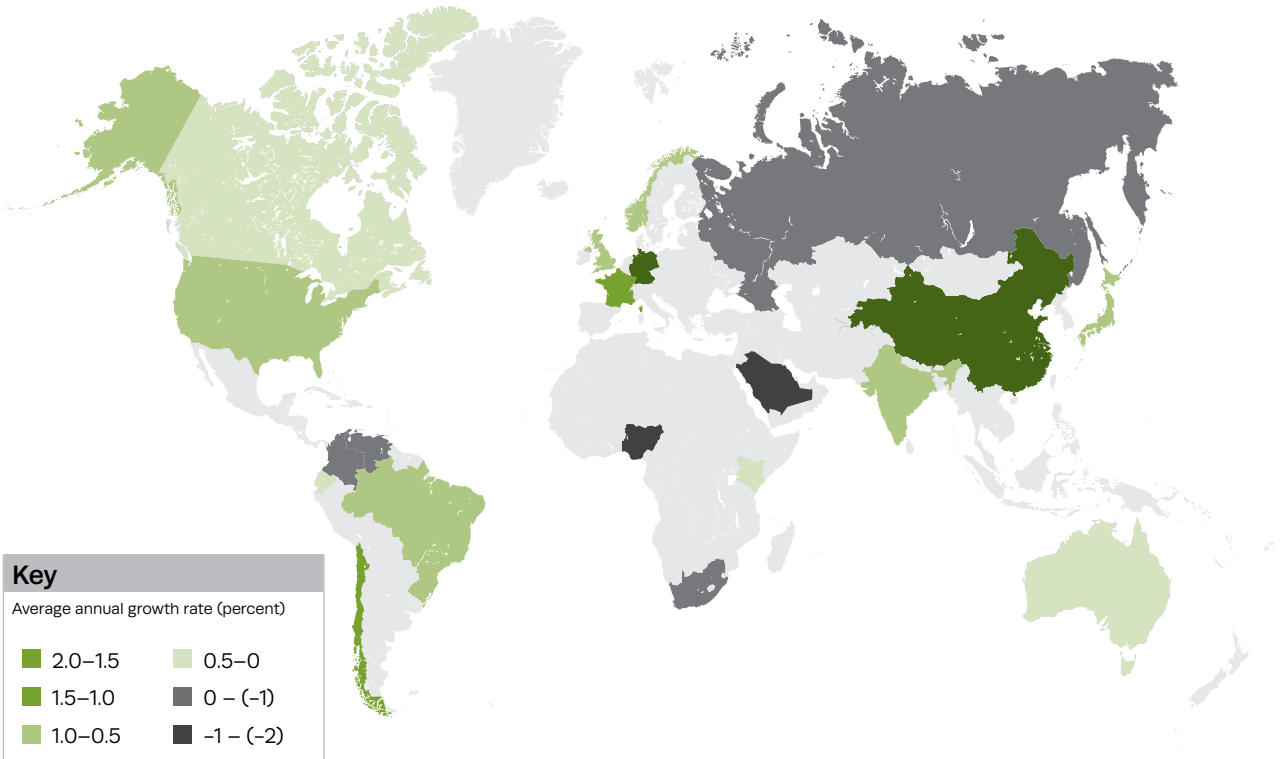 Key
Average annual growth rate (percent)
2.0–1.5
1.5–1.0
1.0–0.5
0.5–0
0 – (-1)
-1 – (-2)